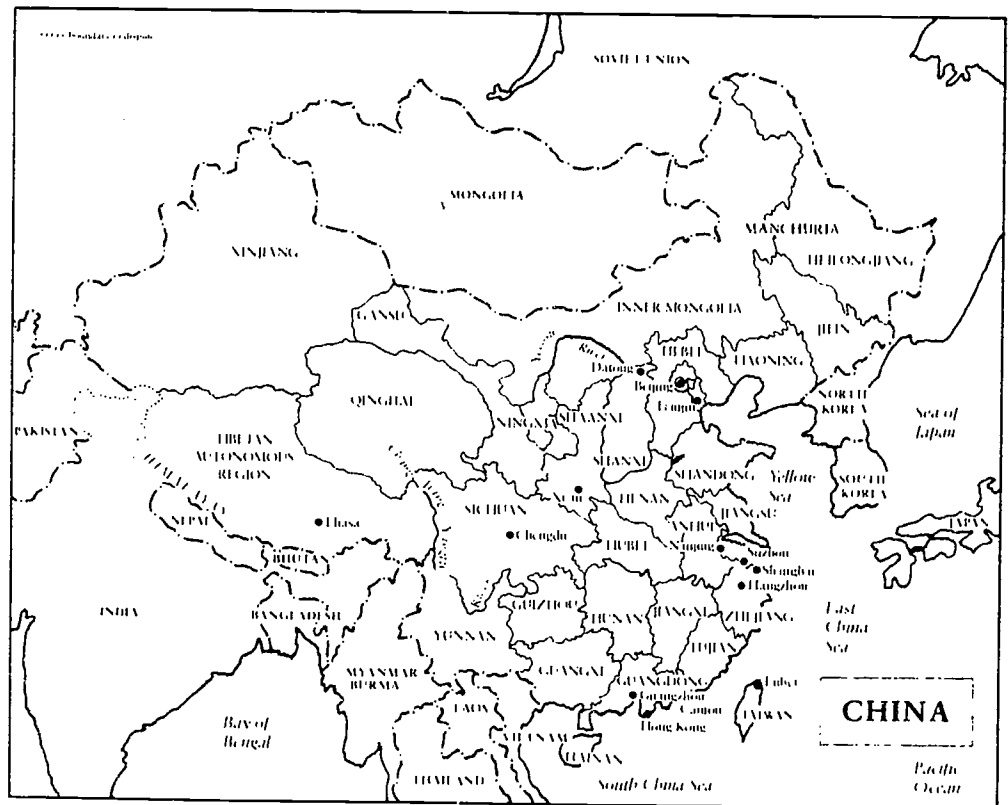 SOVIET UNION
MONGOLIA
XINJIANG
MANCHURIA
HEILONGJIANG
INNER MONGOLIA
GANSU
JILIN
River
HEBEI
LIAONING
Datong
Beijing
Tianjin
NORTH
KOREA
Sea of
Japan
QINGHAI
NINGXIA
SHAANXI
SHANXI
PAKISTAN
TIBETAN
AUTONOMOUS
REGION
SHANDONG
Yellow
Sea
SOUTH
KOREA
HENAN
JIANGSU
SICHUAN
Lhasa
Chengdu
NEPAL
ANHUI
JAPAN
HUBEI
Nanjing
Suzhou
Shanghai
Hangzhou
BHUTAN
INDIA
BANGLADESH
GUIZHOU
HUNAN
JIANGXI
ZHEJIANG
East
China
Sea
YUNNAN
FUJIAN
MYANMAR
BURMA
GUANGXI
GUANGDONG
Guangzhou
Canton
Hong Kong
Taibei
TAIWAN
CHINA
LAOS
Bay of
Bengal
VIETNAM
HAINAN
THAILAND
South China Sea
Pacific
Ocean